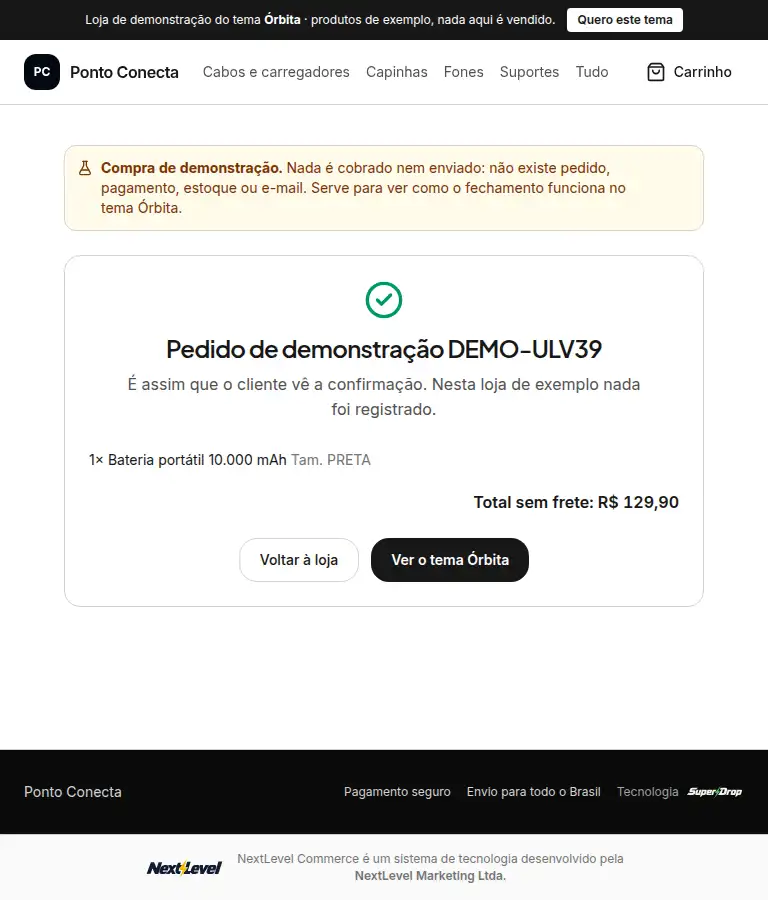 Loja de demonstração do tema Órbita · produtos de exemplo, nada aqui é vendido. Quero este tema
PC Ponto Conecta Cabos e carregadores Capinhas Fones Suportes Tudo Carrinho
Compra de demonstração. Nada é cobrado nem enviado: não existe pedido,
pagamento, estoque ou e-mail. Serve para ver como o fechamento funciona no
tema Órbita.
Pedido de demonstração DEMO-ULV39
É assim que o cliente vê a confirmação. Nesta loja de exemplo nada
foi registrado.
1× Bateria portátil 10.000 mAh Tam. PRETA
Total sem frete: R$ 129,90
Voltar à loja Ver o tema Órbita
Ponto Conecta Pagamento seguro Envio para todo o Brasil Tecnologia SuperDrop
NextLevel NextLevel Commerce é um sistema de tecnologia desenvolvido pela
NextLevel Marketing Ltda.